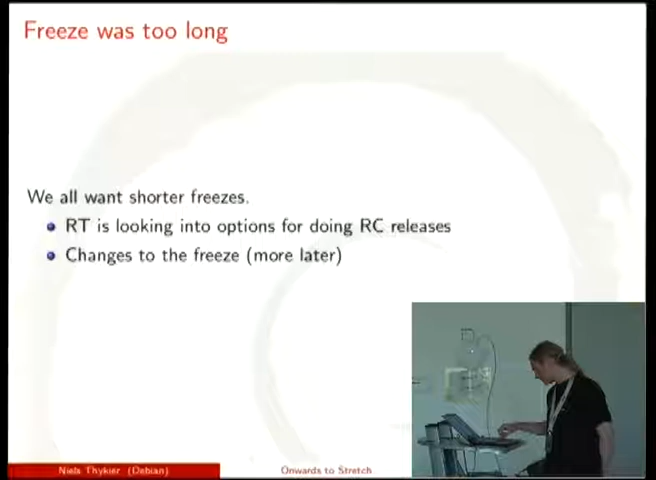 Freeze was too long
We all want shorter freezes.
RT is looking into options for doing RC releases
Changes to the freeze (more later)
Niels Thykier (Debian)
Onwards to Stretch